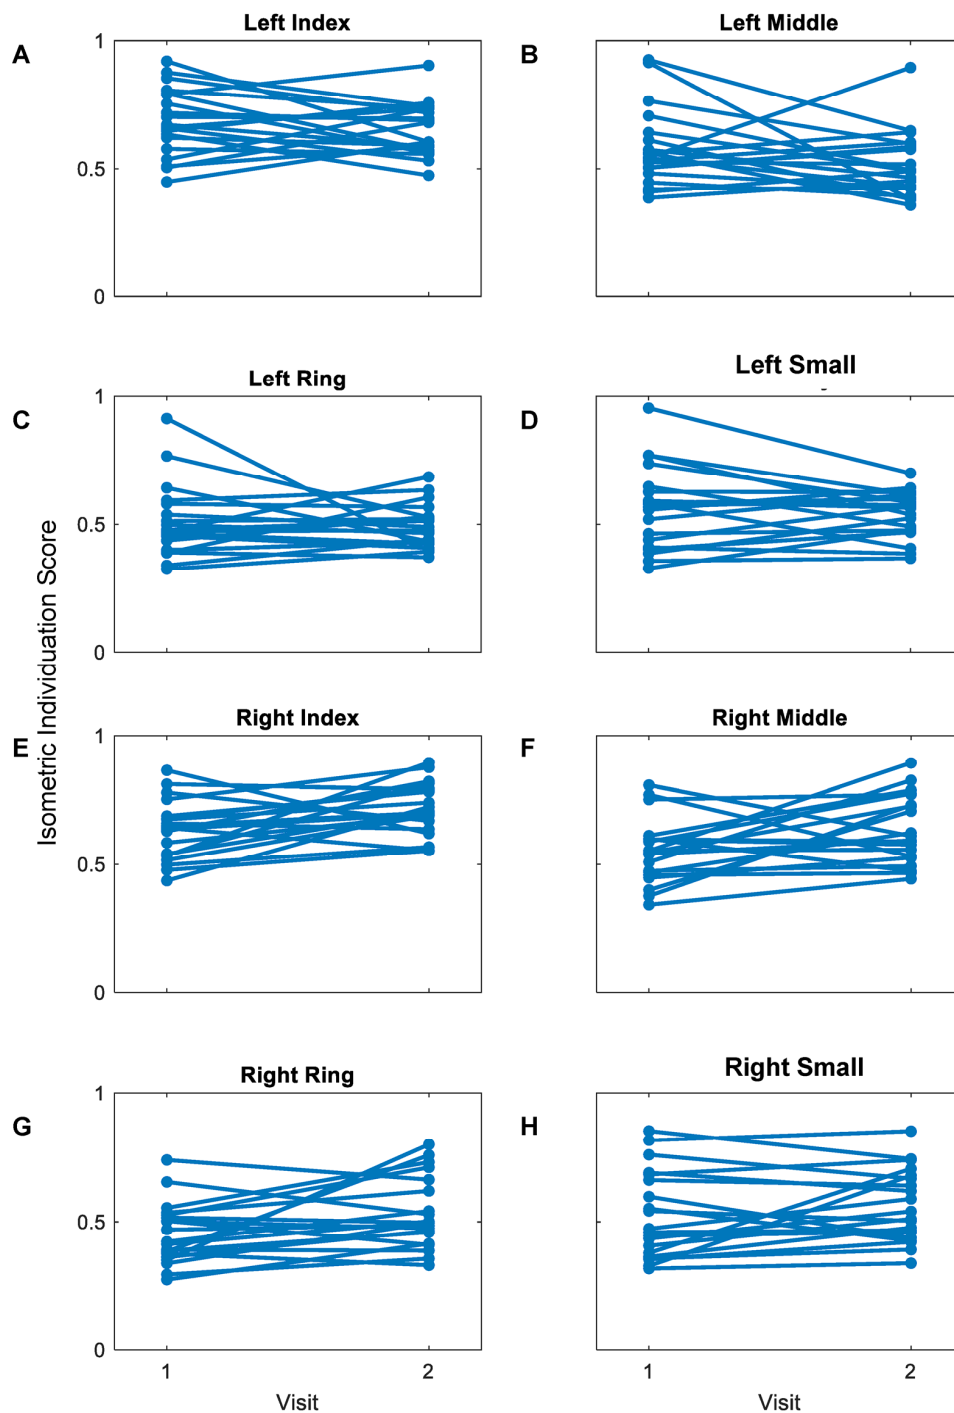 Left Index
Left Middle
A
B
1
0.5
0
Left Ring
Left Small
C
D
1
0.5
0
Right Index
Right Middle
E
F
1
0.5
0
Right Ring
Right Small
G
H
1
0.5
0
1
2
1
2
Visit
Visit
Isometric Individuation Score